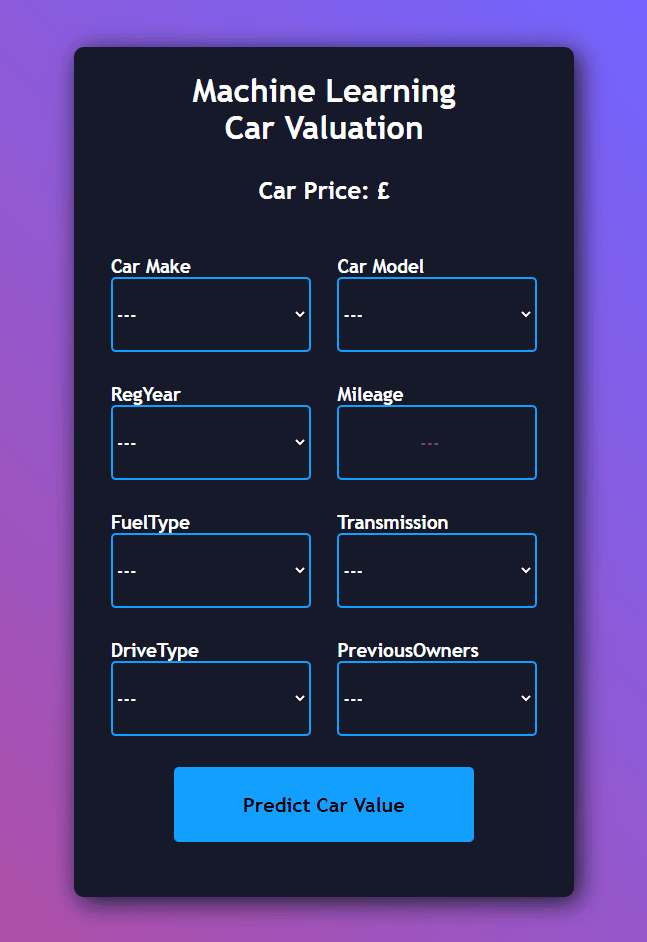 Machine Learning
Car Valuation
Car Price: £
Car Make Car Model
--- ---
RegYear Mileage
--- ---
FuelType Transmission
--- ---
DriveType PreviousOwners
--- ---
Predict Car Value